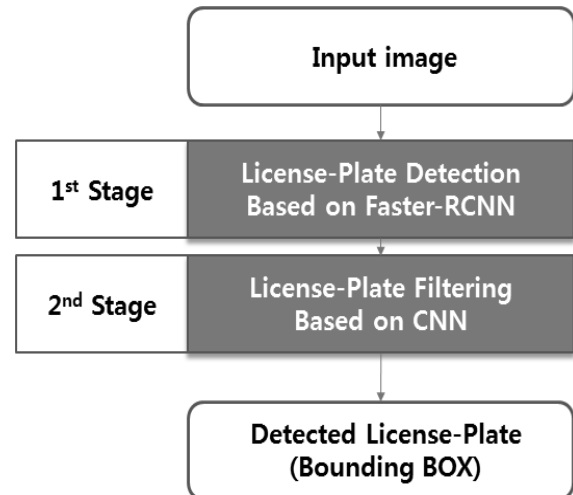 Input image
1st Stage
License-Plate Detection
Based on Faster-RCNN
2nd Stage
License-Plate Filtering
Based on CNN
Detected License-Plate
(Bounding BOX)